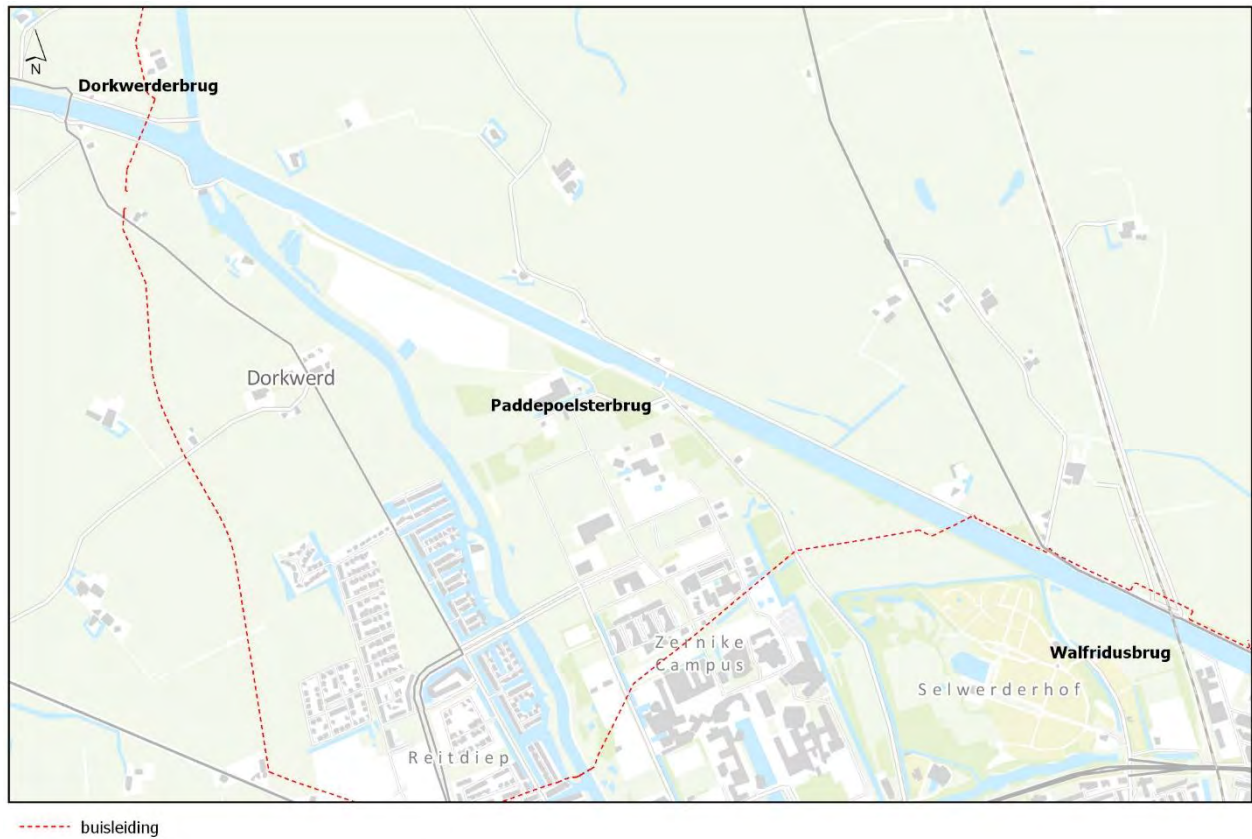 N
Dorkwerderbrug
Dorkwerd
Paddepoelsterbrug
Zernike
Campus
Walfridusbrug
Selwerderhof
Reitdiep
buisleiding